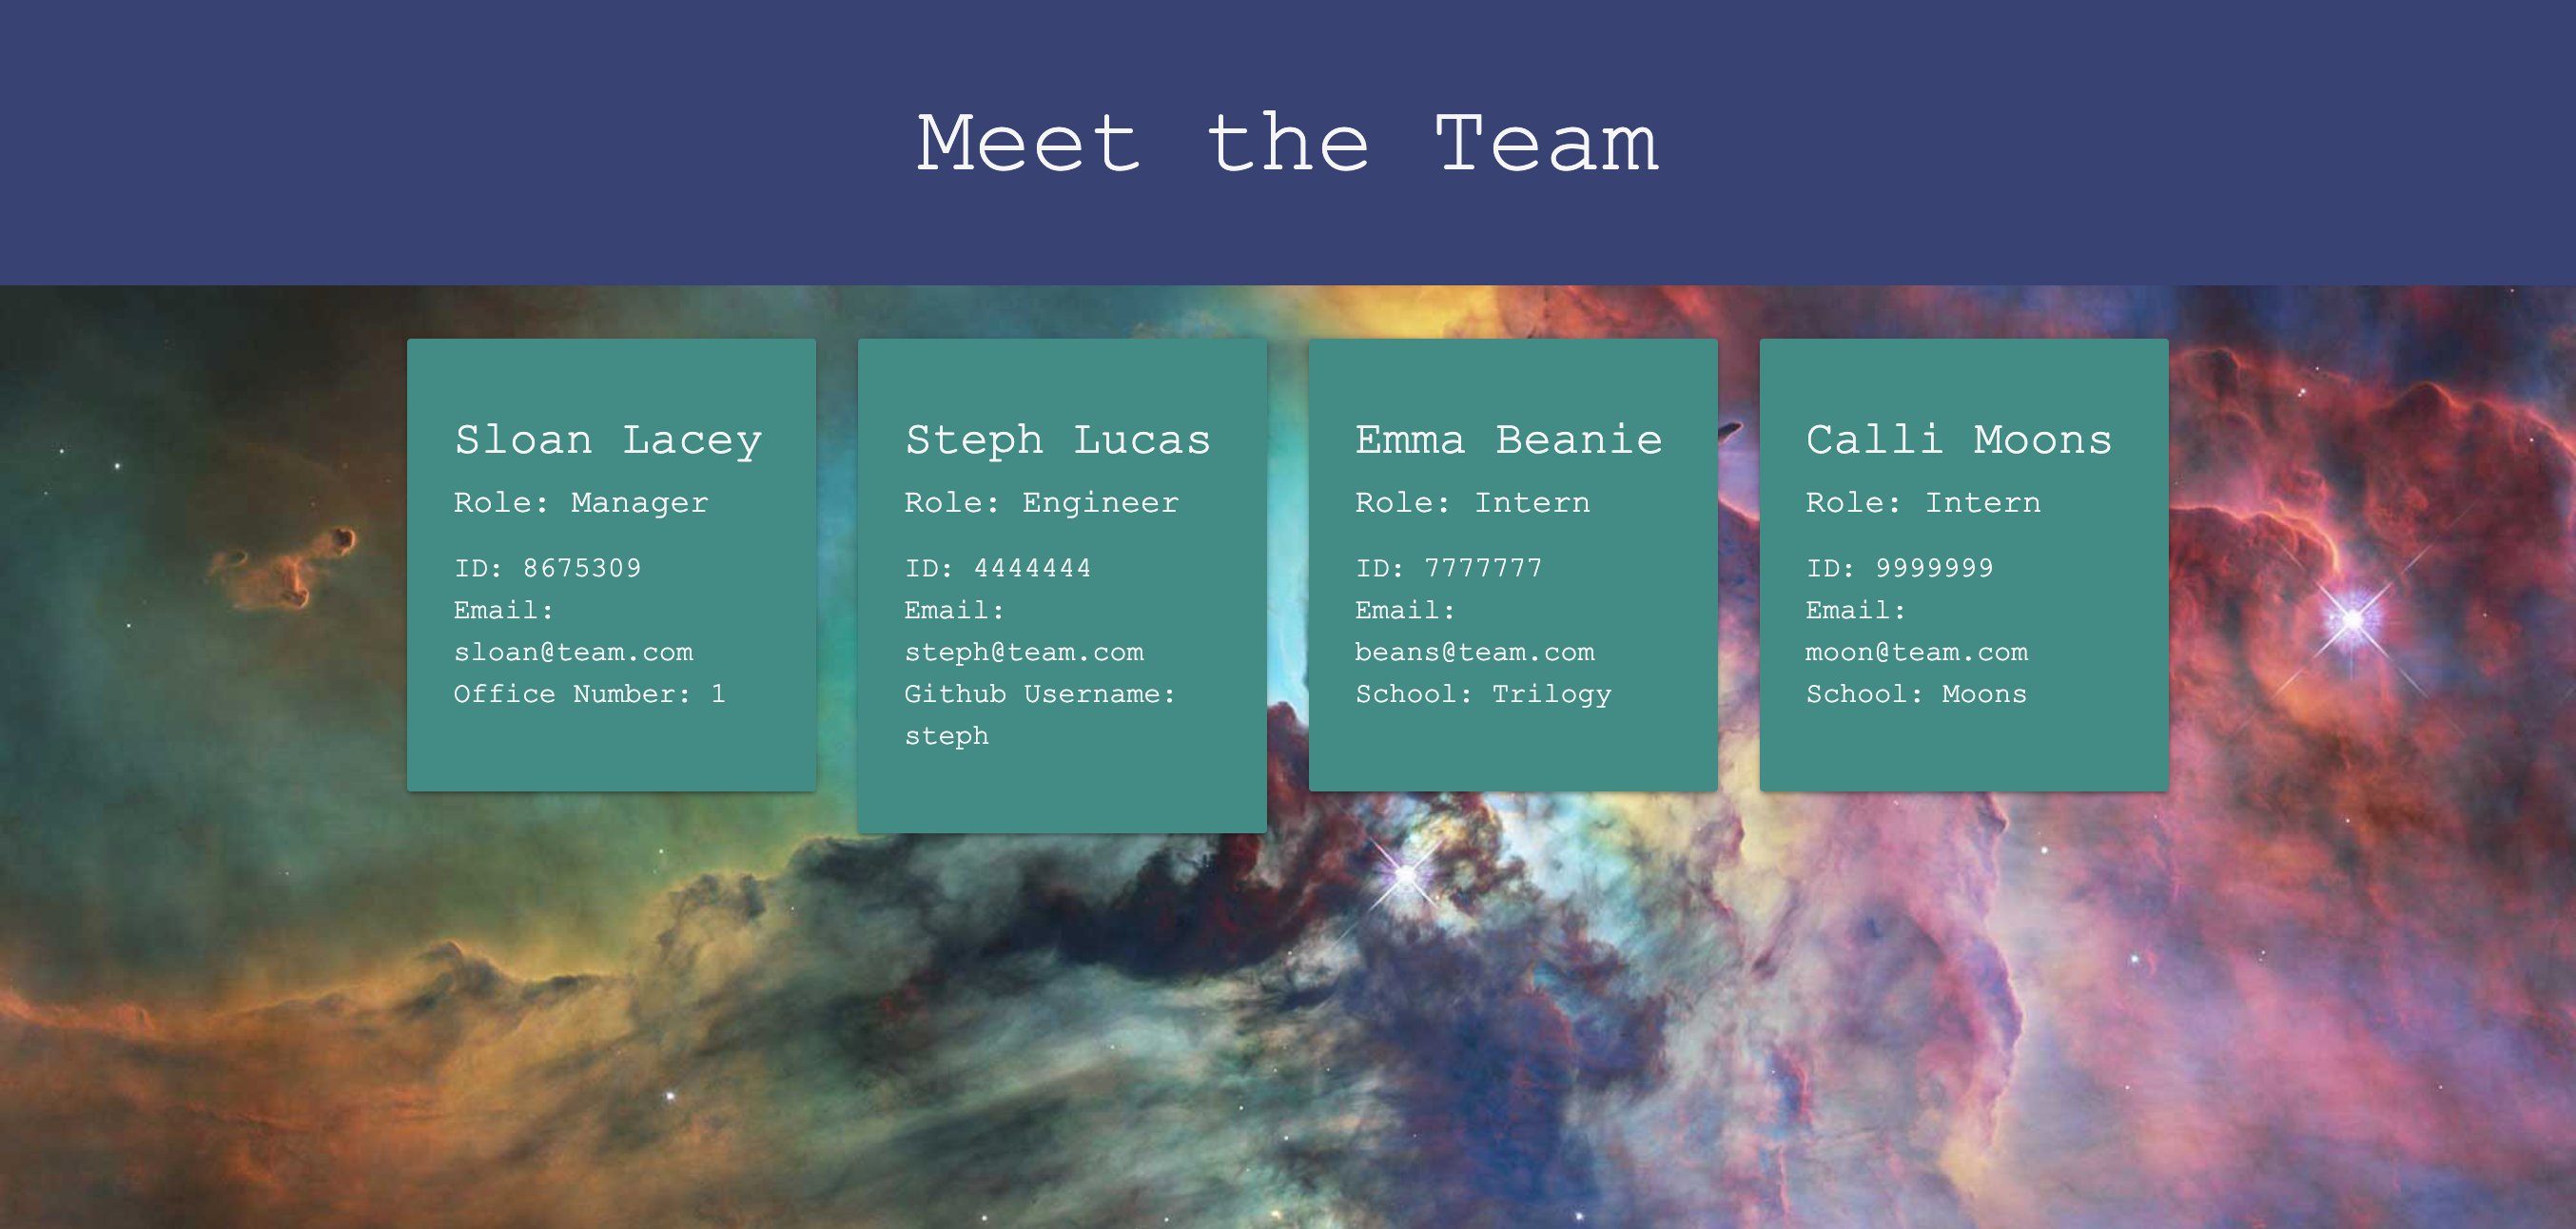 Meet the Team
Sloan Lacey
Role: Manager
ID: 8675309
Email:
sloan@team.com
Office Number: 1
Steph Lucas
Role: Engineer
ID: 4444444
Email:
steph@team.com
Github Username:
steph
Emma Beanie
Role: Intern
ID: 7777777
Email:
beans@team.com
School: Trilogy
Calli Moons
Role: Intern
ID: 9999999
Email:
moon@team.com
School: Moons